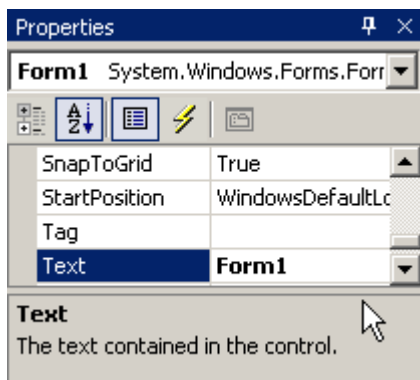 Properties
Form1 System.Windows.Forms.Forr
A
Z
SnapToGrid True
StartPosition WindowsDefaultLc
Tag
Text Form1
Text
The text contained in the control.